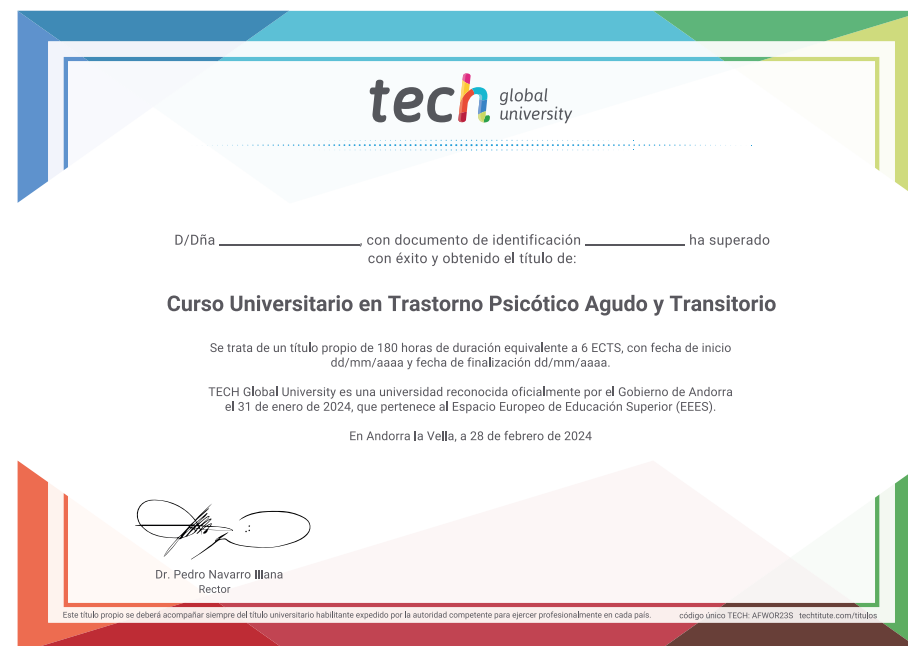 tech global
university
D/Dña ______________, con documento de identificación __________ ha superado
con éxito y obtenido el título de:
Curso Universitario en Trastorno Psicótico Agudo y Transitorio
Se trata de un título propio de 180 horas de duración equivalente a 6 ECTS, con fecha de inicio
dd/mm/aaaa y fecha de finalización dd/mm/aaaa.
TECH Global University es una universidad reconocida oficialmente por el Gobierno de Andorra
el 31 de enero de 2024, que pertenece al Espacio Europeo de Educación Superior (EEES).
En Andorra la Vella, a 28 de febrero de 2024
Dr. Pedro Navarro Illana
Rector
Este título propio se deberá acompañar siempre del título universitario habilitante expedido por la autoridad competente para ejercer profesionalmente en cada país. código único TECH: AFWOR23S techtitute.com/titulos